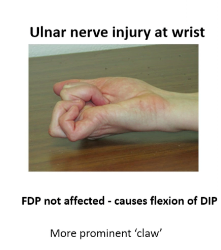 Ulnar nerve injury at wrist
FDP not affected - causes flexion of DIP
More prominent ‘claw’